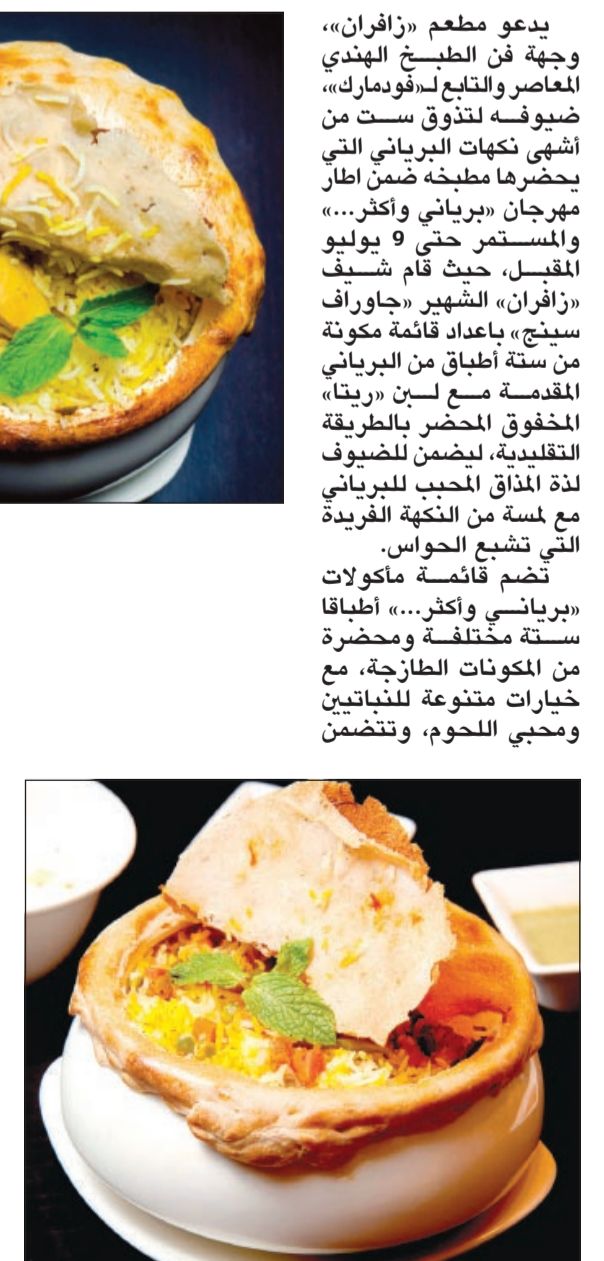 يدعو مطعم «زافران»،
وجهة فن الطبخ الهندي
المعاصر والتابع لـ«فودمارك»،
ضيوفه لتذوق ست من
أشهى نكهات البرياني التي
يحضرها مطبخه ضمن اطار
مهرجان «برياني وأكثر...»
والمستمر حتى 9 يوليو
المقبل، حيث قام شيف
«زافران» الشهير «جاوراف
سينج» باعداد قائمة مكونة
من ستة أطباق من البرياني
المقدمة مع لبن «ريتا»
المخفوق المحضر بالطريقة
التقليدية، ليضمن للضيوف
لذة المذاق المحبب للبرياني
مع لمسة من النكهة الفريدة
التي تشبع الحواس.
تضم قائمة مأكولات
«برياني وأكثر...» أطباقا
ستة مختلفة ومحضرة
من المكونات الطازجة، مع
خيارات متنوعة للنباتيين
ومحبي اللحوم، وتتضمن